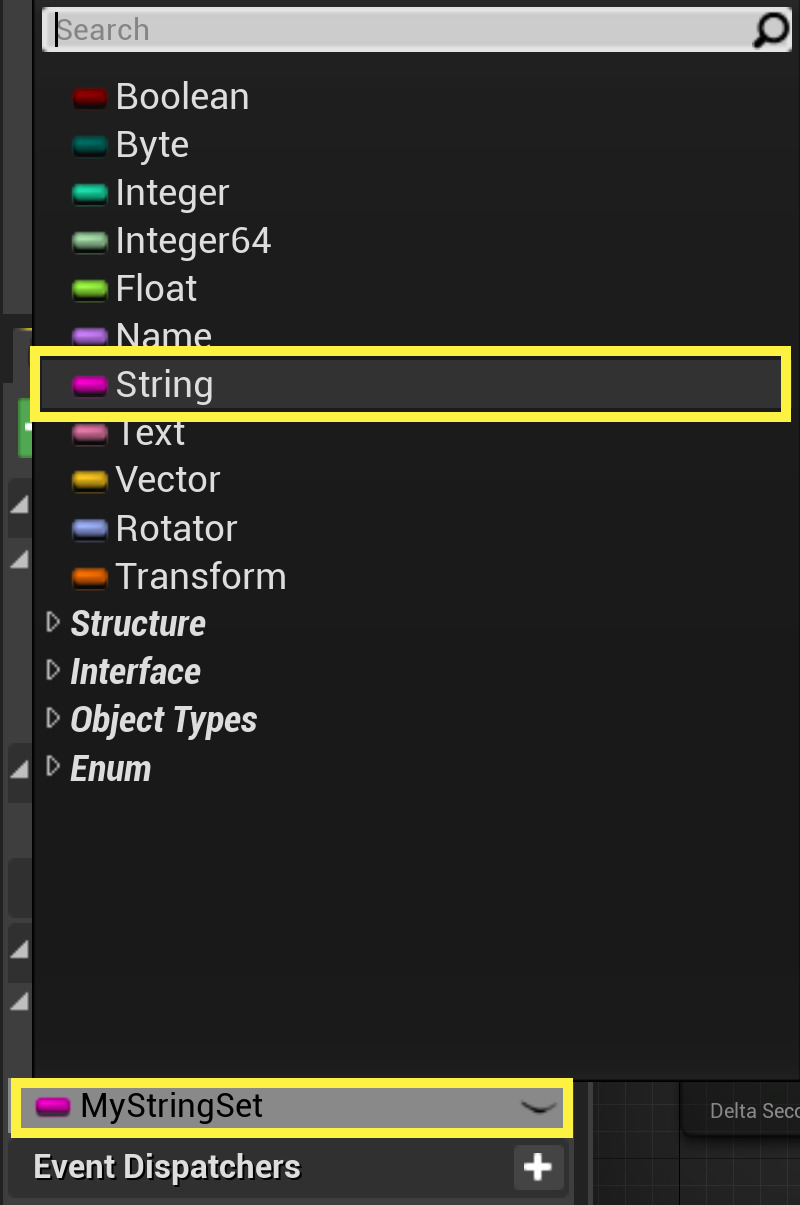 Search
Boolean
Byte
Integer
Integer64
Float
Name
String
Text
Vector
Rotator
Transform
Structure
Interface
Object Types
Enum
MyStringSet
Delta Seco
Event Dispatchers